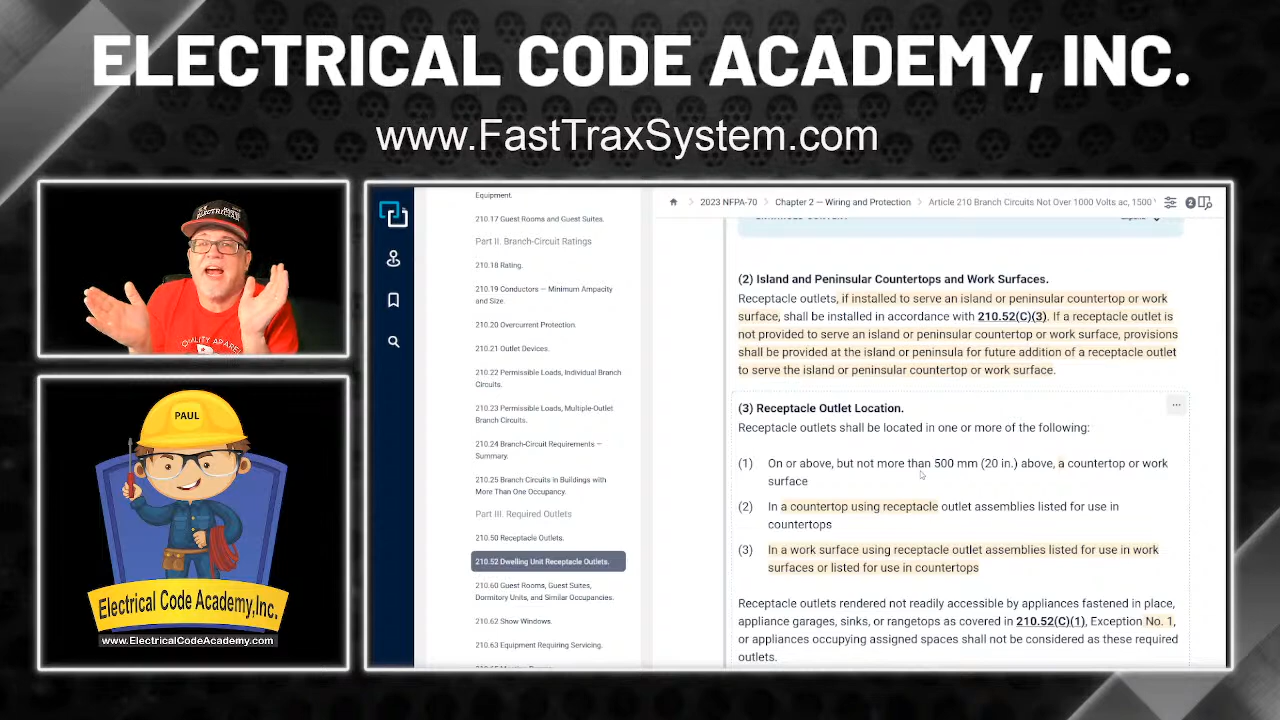 ELECTRICAL CODE ACADEMY, INC.
www.FastTraxSystem.com
ELECTRICIAN
QUALITY APPAREL
PAUL
Electrical Code Academy,Inc.
www.ElectricalCodeAcademy.com
Equipment.
210.17 Guest Rooms and Guest Suites.
Part II. Branch-Circuit Ratings
210.18 Rating.
210.19 Conductors — Minimum Ampacity
and Size.
210.20 Overcurrent Protection.
210.21 Outlet Devices.
210.22 Permissible Loads, Individual Branch
Circuits.
210.23 Permissible Loads, Multiple-Outlet
Branch Circuits.
210.24 Branch-Circuit Requirements —
Summary.
210.25 Branch Circuits in Buildings with
More Than One Occupancy.
Part III. Required Outlets
210.50 Receptacle Outlets.
210.52 Dwelling Unit Receptacle Outlets.
210.60 Guest Rooms, Guest Suites,
Dormitory Units, and Similar Occupancies.
210.62 Show Windows.
210.63 Equipment Requiring Servicing.
2023 NFPA-70 > Chapter 2 — Wiring and Protection > Article 210 Branch Circuits Not Over 1000 Volts ac, 1500 V
2
(2) Island and Peninsular Countertops and Work Surfaces.
Receptacle outlets, if installed to serve an island or peninsular countertop or work
surface, shall be installed in accordance with 210.52(C)(3). If a receptacle outlet is
not provided to serve an island or peninsular countertop or work surface, provisions
shall be provided at the island or peninsula for future addition of a receptacle outlet
to serve the island or peninsular countertop or work surface.
(3) Receptacle Outlet Location.
Receptacle outlets shall be located in one or more of the following:
(1) On or above, but not more than 500 mm (20 in.) above, a countertop or work
surface
(2) In a countertop using receptacle outlet assemblies listed for use in
countertops
(3) In a work surface using receptacle outlet assemblies listed for use in work
surfaces or listed for use in countertops
Receptacle outlets rendered not readily accessible by appliances fastened in place,
appliance garages, sinks, or rangetops as covered in 210.52(C)(1), Exception No. 1,
or appliances occupying assigned spaces shall not be considered as these required
outlets.